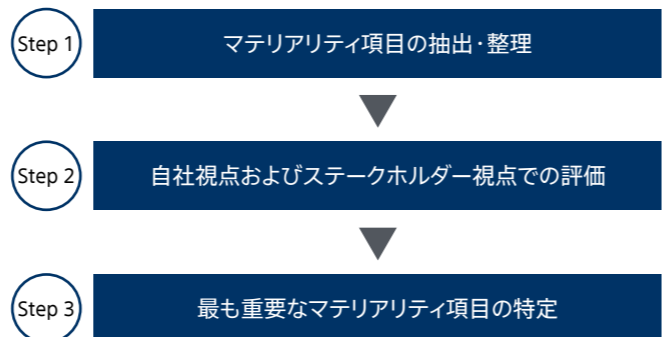 Step 1
マテリアリティ項目の抽出・整理
Step 2
自社視点およびステークホルダー視点での評価
Step 3
最も重要なマテリアリティ項目の特定